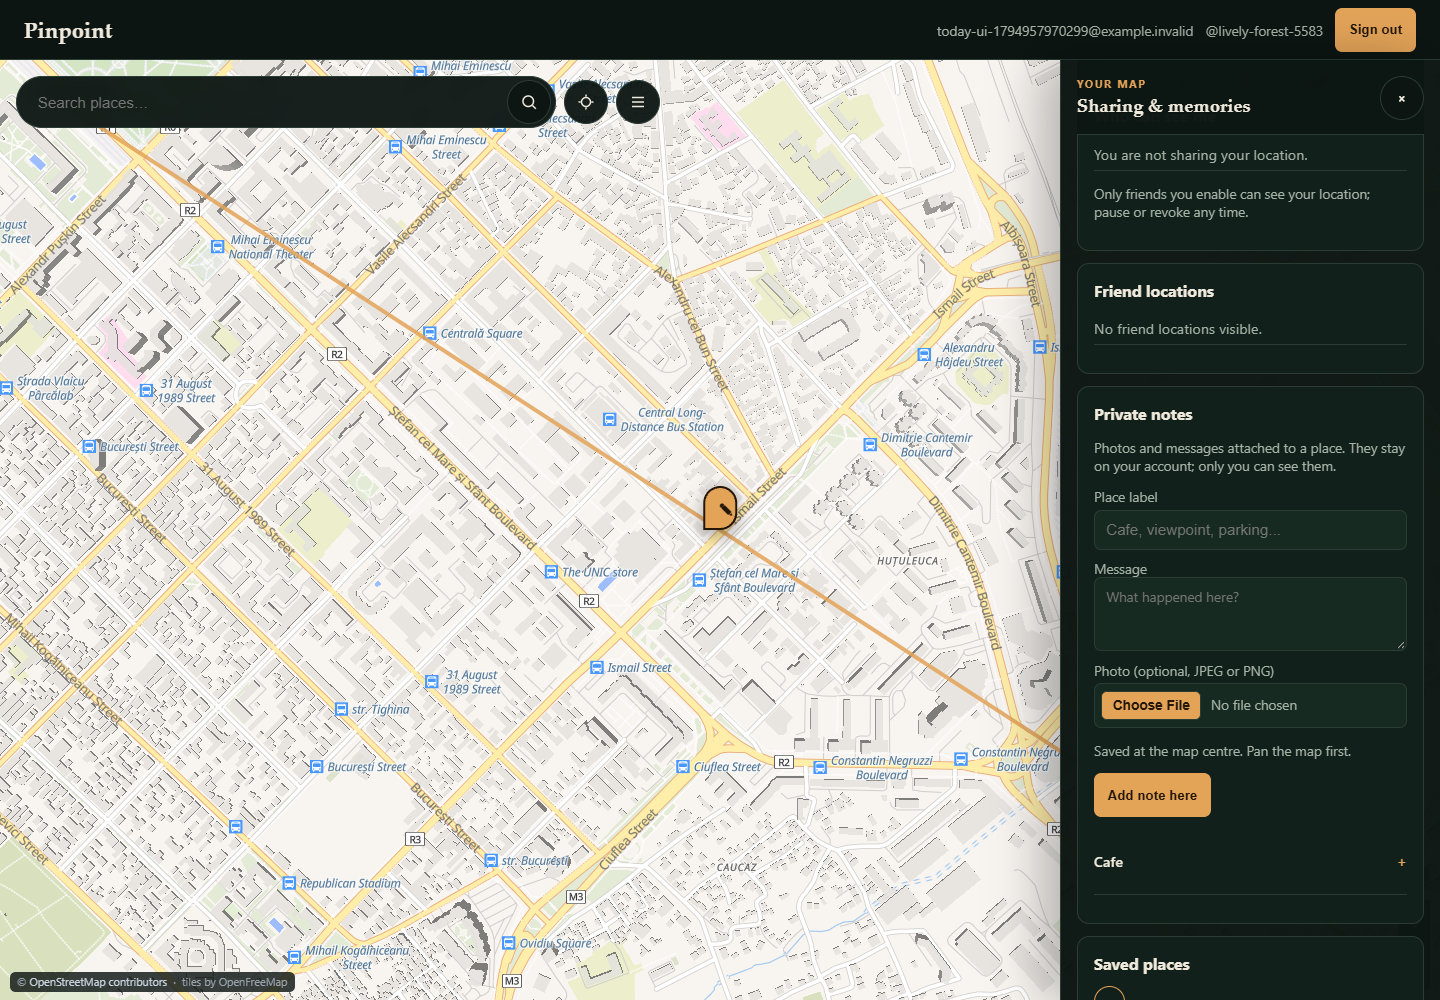 Pinpoint
today-ui-1794957970299@example.invalid
@lively-forest-5583
Sign out
Search places...
YOUR MAP
Sharing & memories
×
You are not sharing your location.
Only friends you enable can see your location;
pause or revoke any time.
Friend locations
No friend locations visible.
Private notes
Photos and messages attached to a place. They stay
on your account; only you can see them.
Place label
Cafe, viewpoint, parking...
Message
What happened here?
Photo (optional, JPEG or PNG)
Choose File
No file chosen
Saved at the map centre. Pan the map first.
Add note here
Cafe
+
Saved places
Mihai Eminescu
Street
Mihai Eminescu
Street
R2
Alexandr Pușkin Street
Mihai Eminescu
National Theater
Vasile Alecsandri Street
Alexandru cel Bun Street
Albișoara Street
Ismail Street
Centrală Square
R2
Alexandru
Hâjdeu Street
Strada Vlaicu
Pârcălab
31 August
1989 Street
Central Long-
Distance Bus Station
Dimitrie Cantemir
Boulevard
București Street
Ștefan cel Mare și Sfânt Boulevard
31 August 1989 Street
București Street
Ismail Street
Dimitrie Cantemir Boulevard
HUȚULEUCA
The UNIC store
Ștefan cel Mare și
Sfânt Boulevard
R2
Mihail Kogălniceanu Street
Ismail Street
31 August
1989 Street
str. Tighina
București Street
Ciuflea Street
R2
Constantin Negruzzi
Boulevard
Constantin Negru
Boulevard
București Street
Ciuflea Street
R3
str. București
CAUCAZ
Republican Stadium
M3
Mihail Kogălniceanu
Street
Ovidiu Square
M3
© OpenStreetMap contributors · tiles by OpenFreeMap